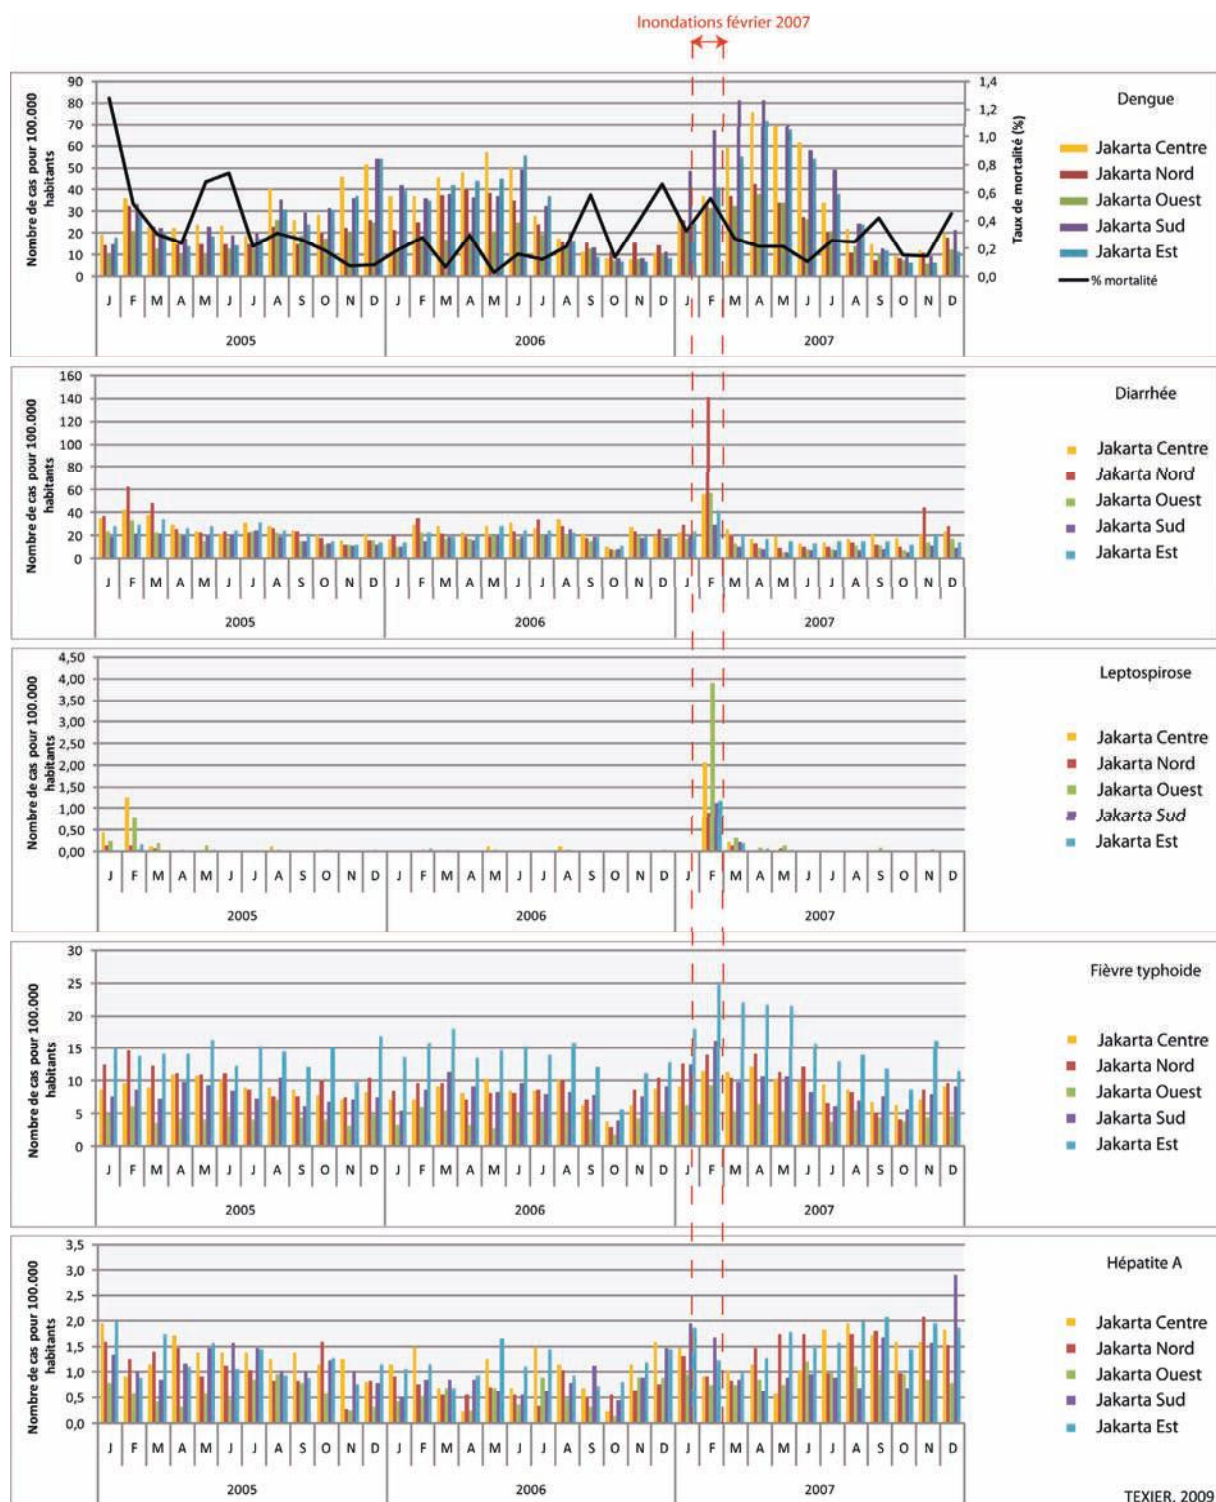 Inondations février 2007
Nombre de cas pour 100.000
habitants
90
80
70
60
50
40
30
20
10
0
1,4
1,2
1,0
0,8
0,6
0,4
0,2
0,0
Taux de mortalité (%)
Dengue
Jakarta Centre
Jakarta Nord
Jakarta Ouest
Jakarta Sud
Jakarta Est
% mortalité
J F M A M J J A S O N D J F M A M J J A S O N D J F M A M J J A S O N D
2005 2006 2007
Nombre de cas pour 100.000
habitants
160
140
120
100
80
60
40
20
0
Diarrhée
Jakarta Centre
Jakarta Nord
Jakarta Ouest
Jakarta Sud
Jakarta Est
J F M A M J J A S O N D J F M A M J J A S O N D J F M A M J J A S O N D
2005 2006 2007
Nombre de cas pour 100.000
habitants
4,50
4,00
3,50
3,00
2,50
2,00
1,50
1,00
0,50
0,00
Leptospirose
Jakarta Centre
Jakarta Nord
Jakarta Ouest
Jakarta Sud
Jakarta Est
J F M A M J J A S O N D J F M A M J J A S O N D J F M A M J J A S O N D
2005 2006 2007
Nombre de cas pour 100.000
habitants
30
25
20
15
10
5
0
Fièvre typhoide
Jakarta Centre
Jakarta Nord
Jakarta Ouest
Jakarta Sud
Jakarta Est
J F M A M J J A S O N D J F M A M J J A S O N D J F M A M J J A S O N D
2005 2006 2007
Nombre de cas pour 100.000
habitants
3,5
3,0
2,5
2,0
1,5
1,0
0,5
0,0
Hépatite A
Jakarta Centre
Jakarta Nord
Jakarta Ouest
Jakarta Sud
Jakarta Est
J F M A M J J A S O N D J F M A M J J A S O N D J F M A M J J A S O N D
2005 2006 2007
TEXIER, 2009